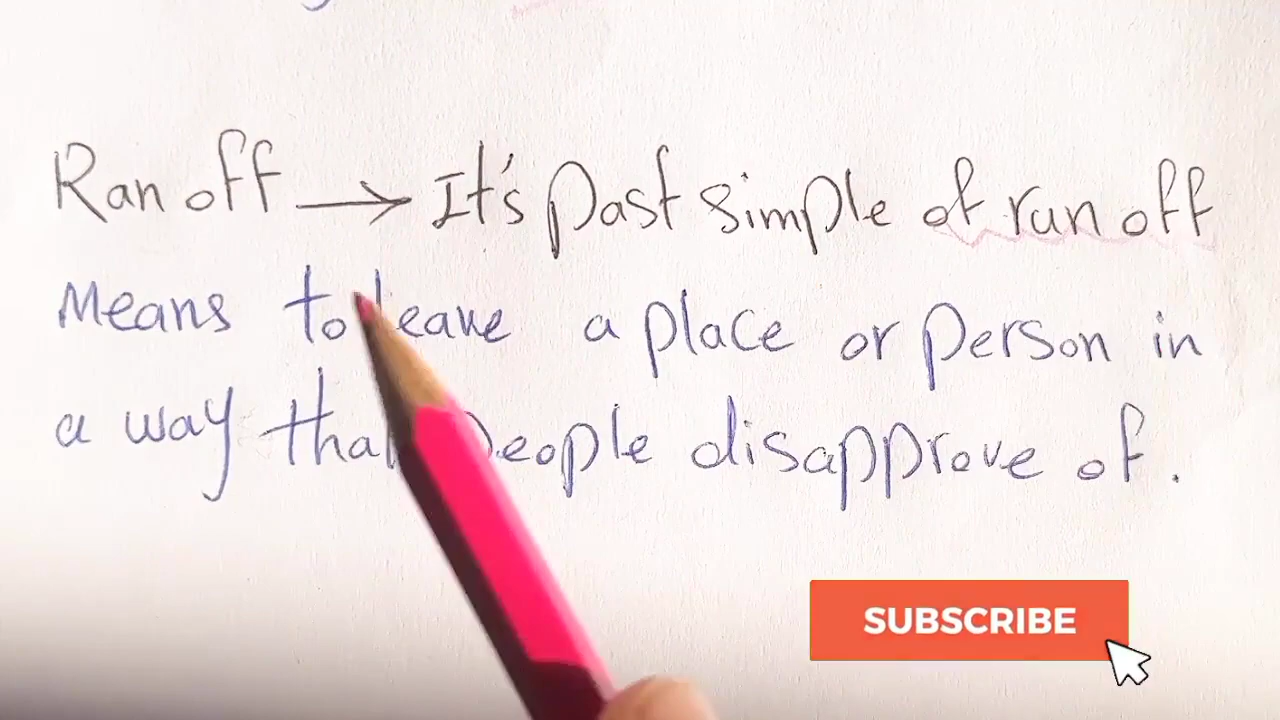 Ran off → It's past simple of run off
Means to leave a place or person in
a way that people disapprove of.
SUBSCRIBE